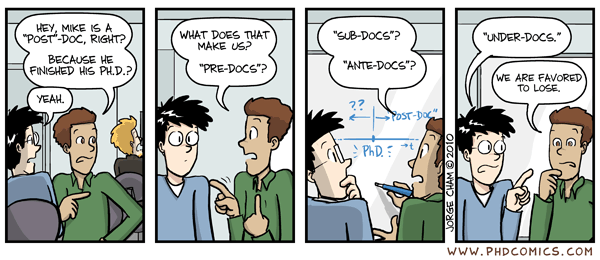 HEY, MIKE IS A
"POST"-DOC, RIGHT?
BECAUSE HE
FINISHED HIS PH.D.?
YEAH.
WHAT DOES THAT
MAKE US?
"PRE-DOCS"?
"SUB-DOCS"?
"ANTE-DOCS"?
??
"POST-DOC"
PhD.
t
JORGE CHAM © 2010
"UNDER-DOCS."
WE ARE FAVORED
TO LOSE.
WWW.PHDCOMICS.COM